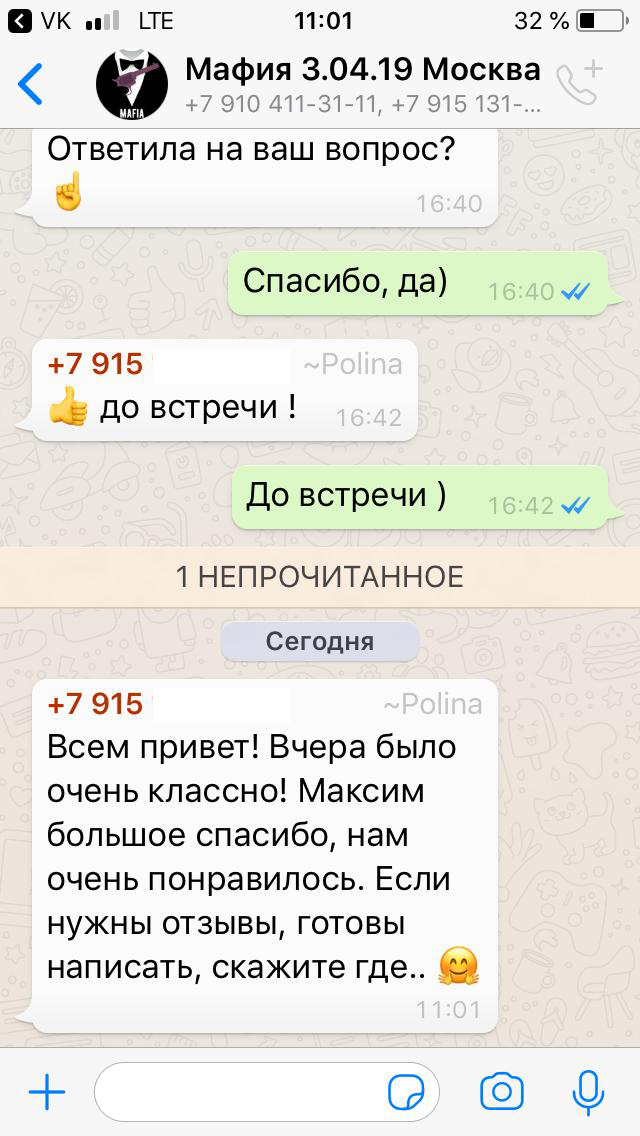 VK LTE 11:01 32 %
Мафия 3.04.19 Москва
+7 910 411-31-11, +7 915 131-...
MAFIA
Ответила на ваш вопрос?
☝ 16:40
Спасибо, да) 16:40
+7 915 ~Polina
👍 до встречи ! 16:42
До встречи ) 16:42
1 НЕПРОЧИТАННОЕ
Сегодня
+7 915 ~Polina
Всем привет! Вчера было
очень классно! Максим
большое спасибо, нам
очень понравилось. Если
нужны отзывы, готовы
написать, скажите где.. 🤗
11:01